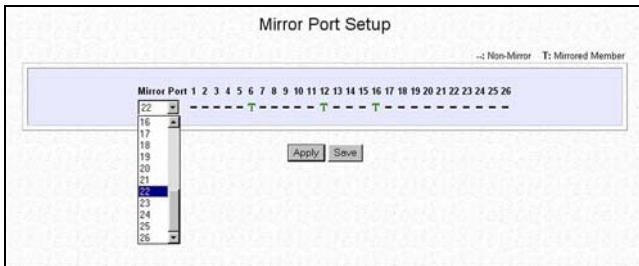 Mirror Port Setup
--: Non-Mirror T: Mirrored Member
Mirror Port 1 2 3 4 5 6 7 8 9 10 11 12 13 14 15 16 17 18 19 20 21 22 23 24 25 26
22 - - - - - T - - - - - T - - - T - - - - - - - - - -
16
17
18
19
20
21
22
23
24
25
26
Apply Save